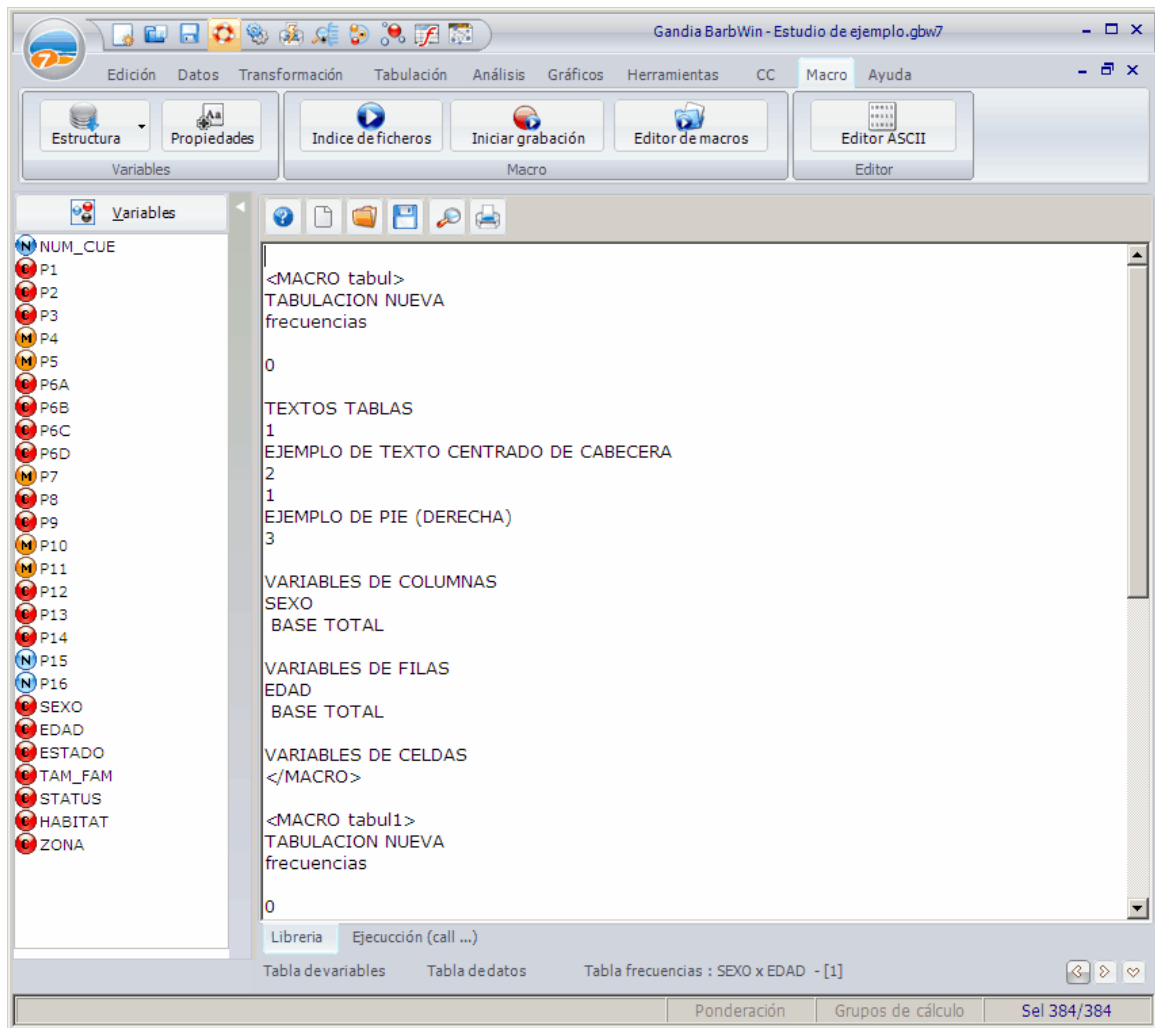 Gandia BarbWin - Estudio de ejemplo.gbw7
Edición Datos Transformación Tabulación Análisis Gráficos Herramientas CC Macro Ayuda
Estructura
Propiedades
Variables
Indice de ficheros
Iniciar grabación
Editor de macros
Macro
Editor ASCII
Editor
Variables
N NUM_CUE
C P1
C P2
C P3
M P4
M P5
C P6A
C P6B
C P6C
C P6D
M P7
C P8
C P9
M P10
M P11
C P12
C P13
C P14
N P15
N P16
C SEXO
C EDAD
C ESTADO
C TAM_FAM
C STATUS
C HABITAT
C ZONA
<MACRO tabul>
TABULACION NUEVA
frecuencias
0
TEXTOS TABLAS
1
EJEMPLO DE TEXTO CENTRADO DE CABECERA
2
1
EJEMPLO DE PIE (DERECHA)
3
VARIABLES DE COLUMNAS
SEXO
BASE TOTAL
VARIABLES DE FILAS
EDAD
BASE TOTAL
VARIABLES DE CELDAS
</MACRO>
<MACRO tabul1>
TABULACION NUEVA
frecuencias
0
Libreria Ejecucción (call ...)
Tabla de variables Tabla de datos Tabla frecuencias : SEXO x EDAD - [1]
Ponderación Grupos de cálculo Sel 384/384